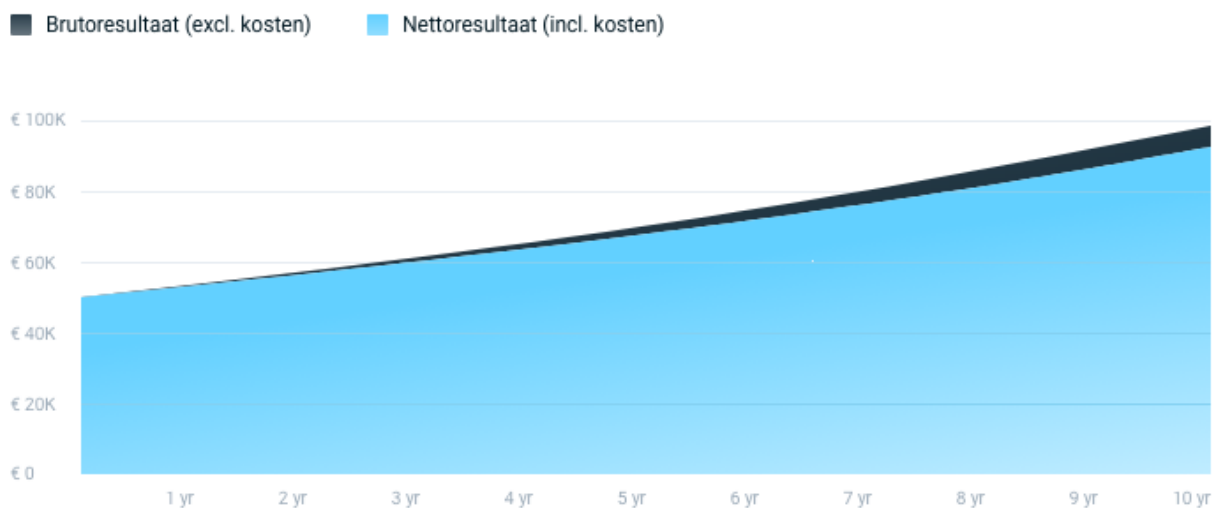 Brutoresultaat (excl. kosten) Nettoresultaat (incl. kosten)
€ 100K
€ 80K
€ 60K
€ 40K
€ 20K
€ 0
1 yr 2 yr 3 yr 4 yr 5 yr 6 yr 7 yr 8 yr 9 yr 10 yr